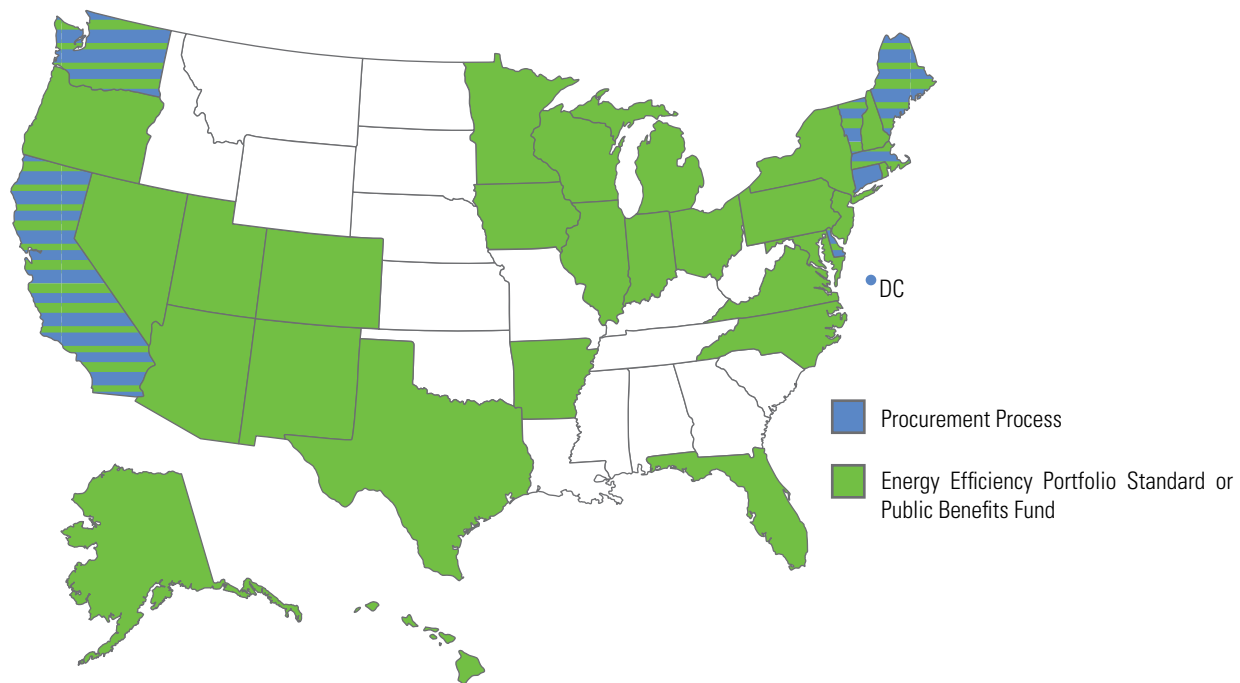 DC
Procurement Process
Energy Efficiency Portfolio Standard or
Public Benefits Fund